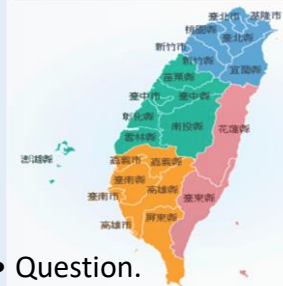 臺北市 基隆市
桃園縣 臺北縣
新竹市
新竹縣 宜蘭縣
苗栗縣
臺中市 臺中縣
彰化縣 南投縣 花蓮縣
雲林縣
澎湖縣
嘉義市 嘉義縣
臺南縣
臺南市 高雄縣
臺東縣
高雄市 屏東縣
• Question.